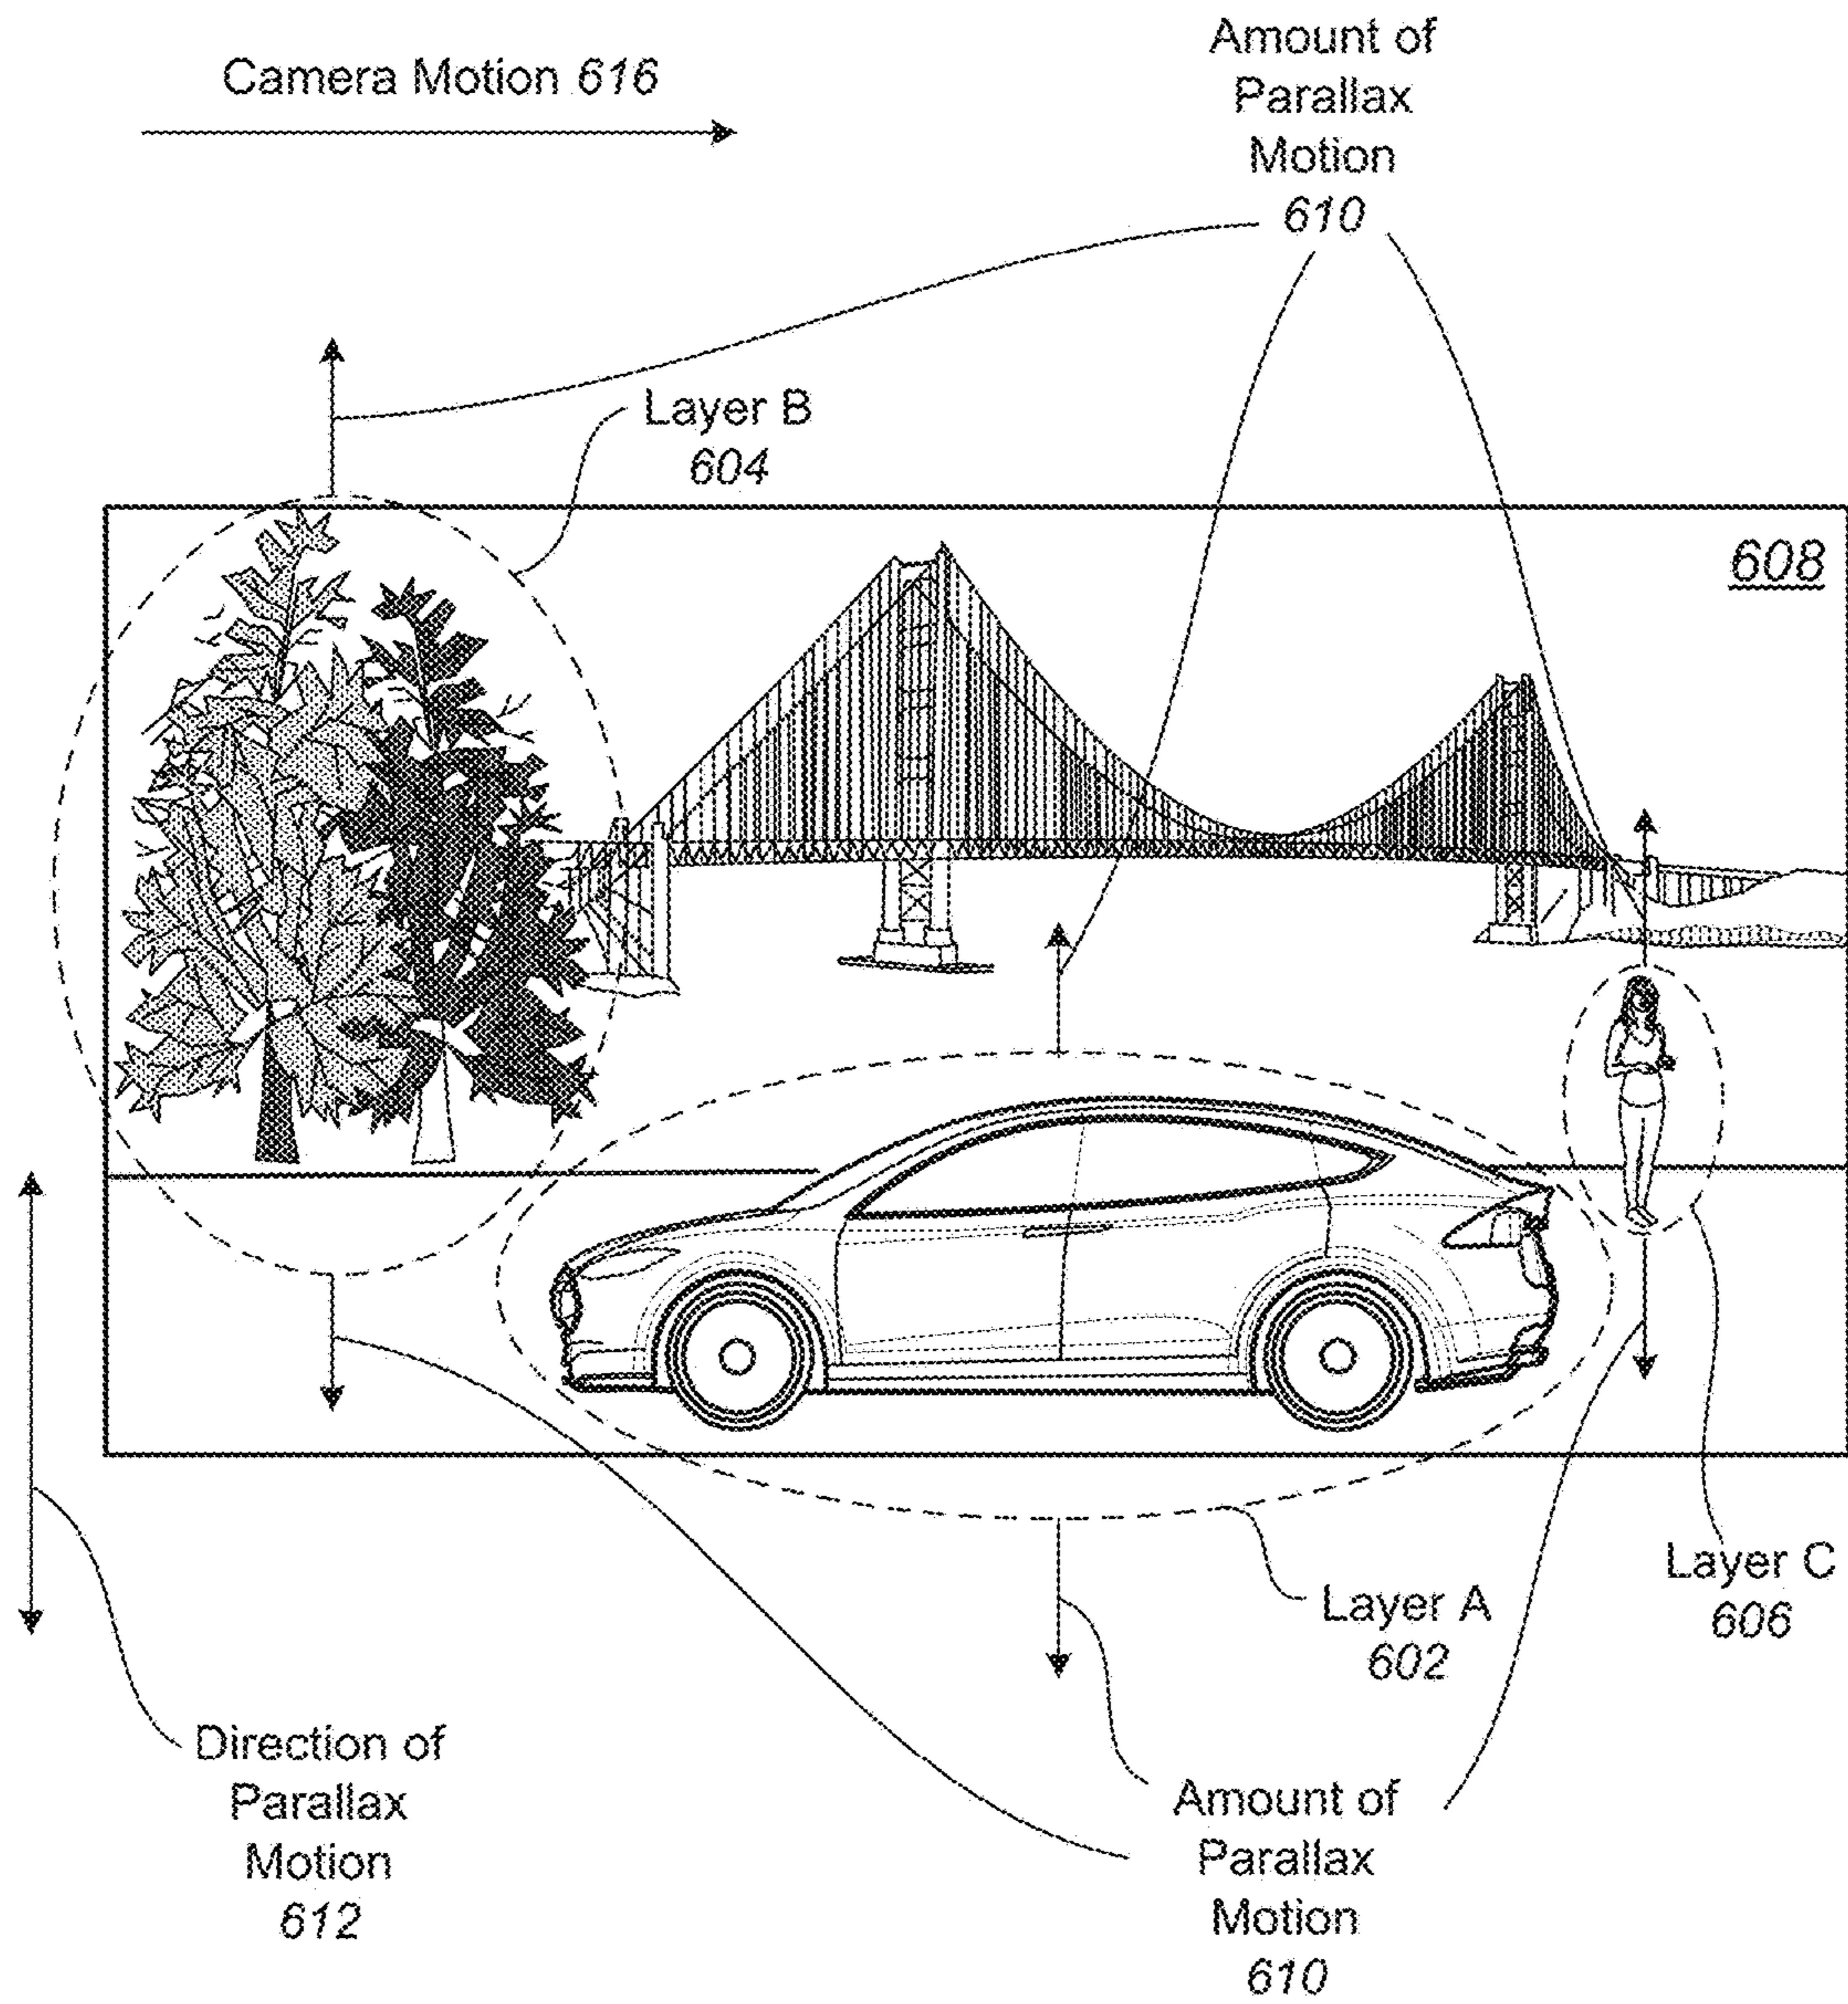 Camera Motion 616
Amount of
Parallax
Motion
610
Layer B
604
608
Layer C
606
Layer A
602
Direction of
Parallax
Motion
612
Amount of
Parallax
Motion
610